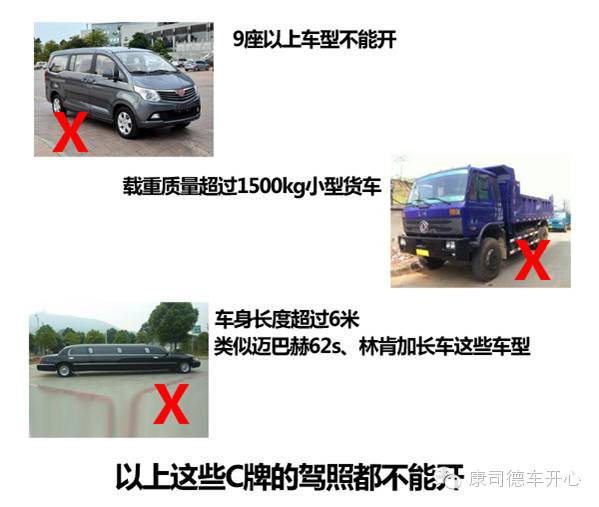 9座以上车型不能开
X
载重质量超过1500kg小型货车
X
车身长度超过6米
类似迈巴赫62s、林肯加长车这些车型
X
以上这些C牌的驾照都不能开
康司德车开心